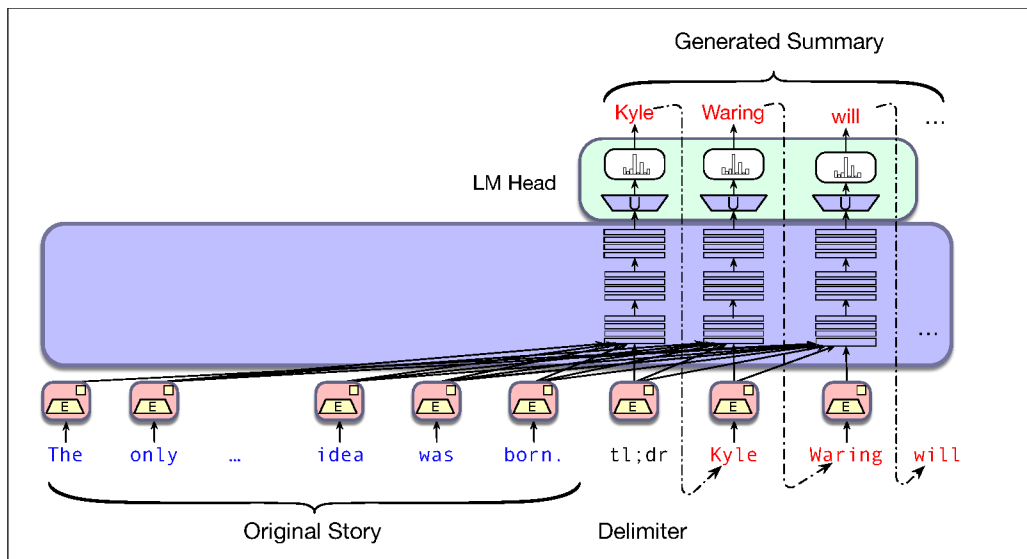 Generated Summary
Kyle Waring will ...
LM Head
U U U
...
E E E E E E E E
The only … idea was born. tl;dr Kyle Waring will
Original Story Delimiter